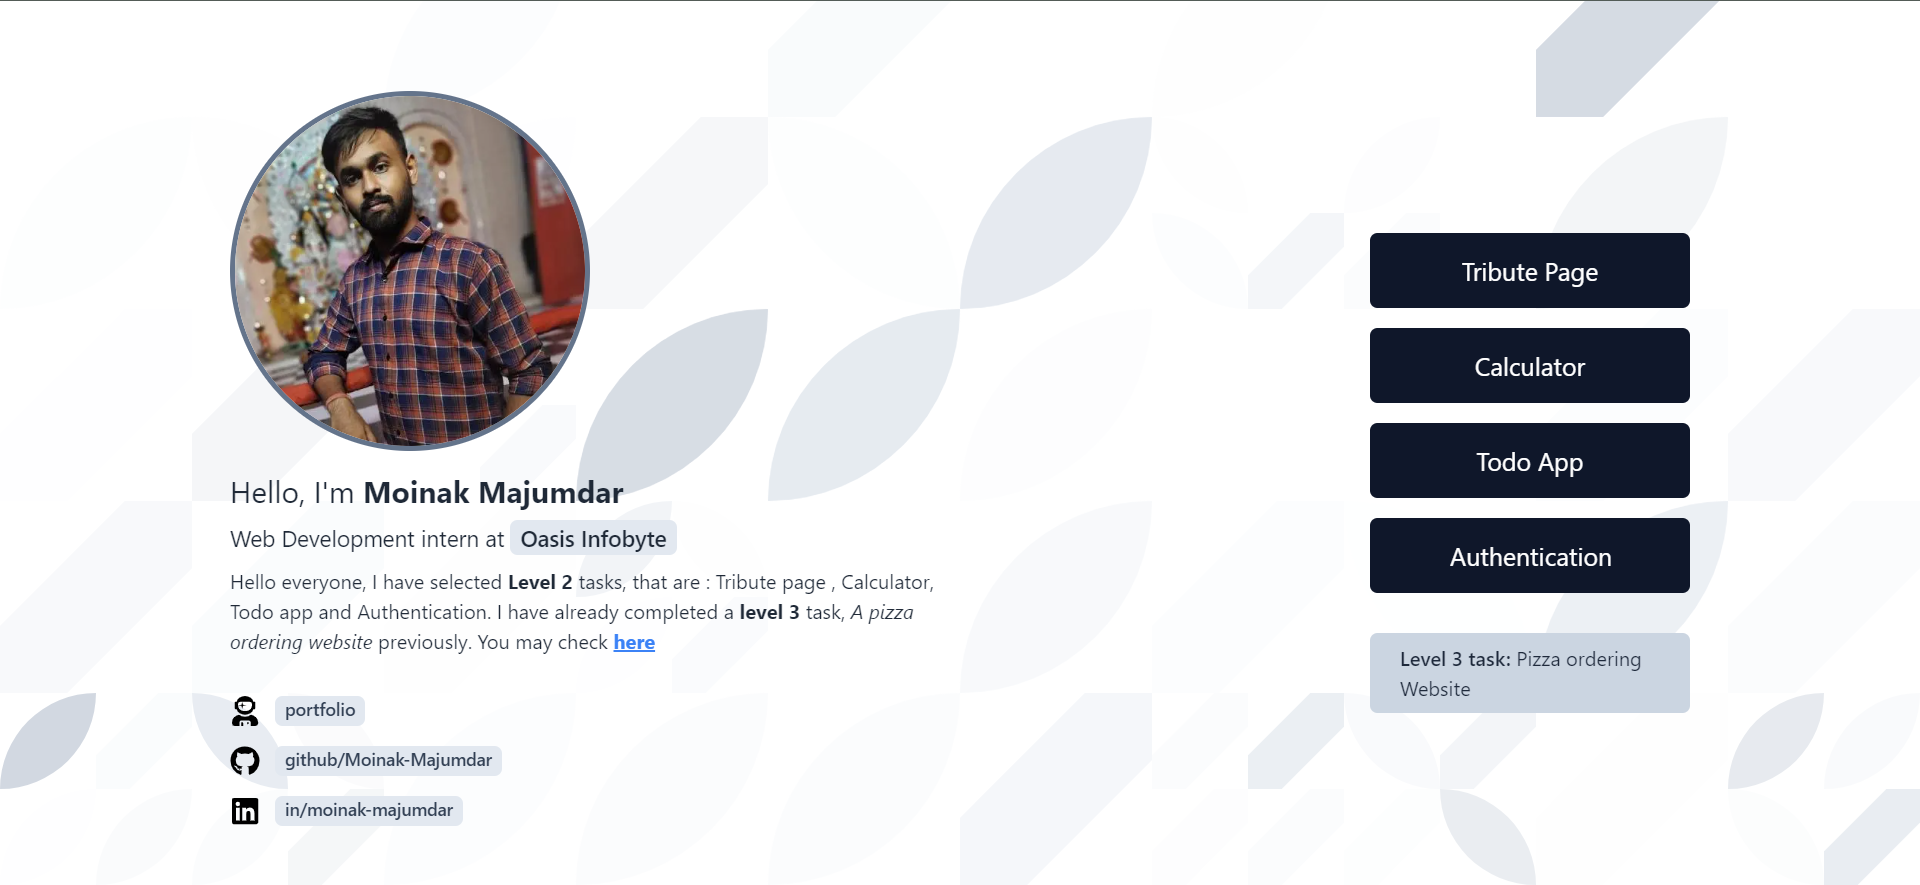 Hello, I'm Moinak Majumdar
Web Development intern at Oasis Infobyte
Hello everyone, I have selected Level 2 tasks, that are : Tribute page , Calculator,
Todo app and Authentication. I have already completed a level 3 task, A pizza
ordering website previously. You may check here
portfolio
github/Moinak-Majumdar
in/moinak-majumdar
Tribute Page
Calculator
Todo App
Authentication
Level 3 task: Pizza ordering
Website